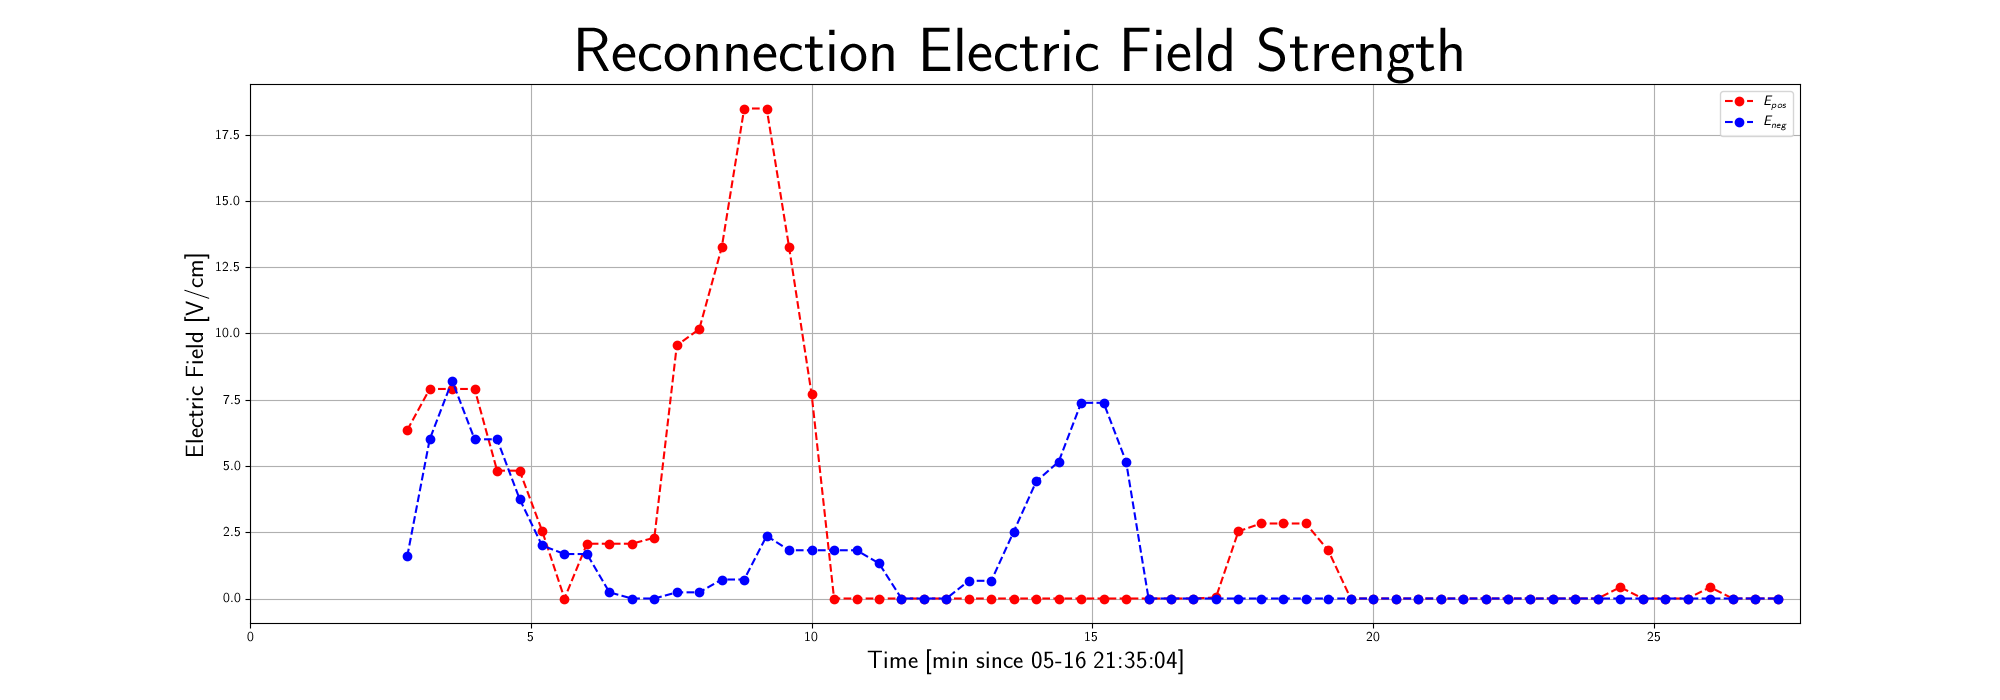 Reconnection Electric Field Strength
E_pos
E_neg
Electric Field [V/cm]
17.5
15.0
12.5
10.0
7.5
5.0
2.5
0.0
0 5 10 15 20 25
Time [min since 05-16 21:35:04]